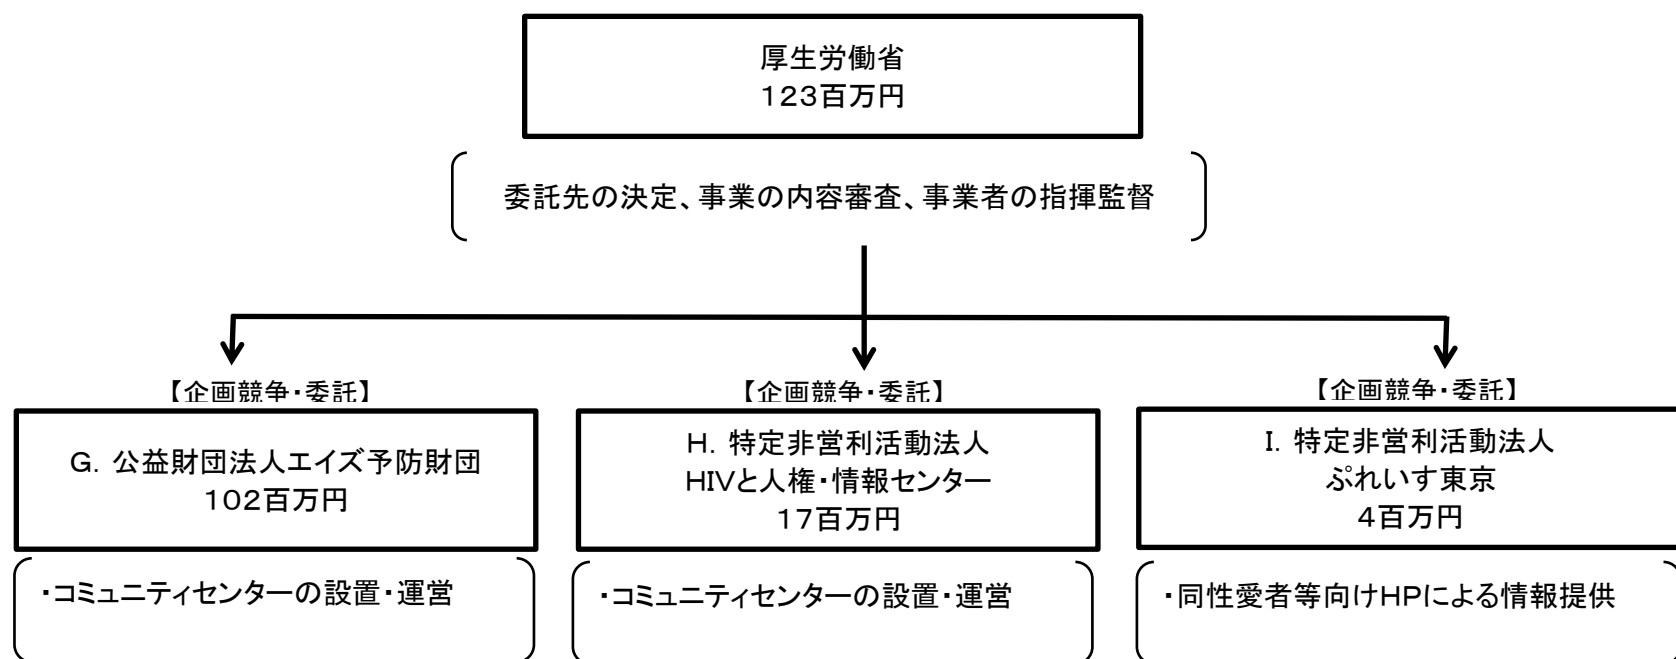 厚生労働省
123百万円
委託先の決定、事業の内容審査、事業者の指揮監督
【企画競争・委託】
【企画競争・委託】
【企画競争・委託】
G. 公益財団法人エイズ予防財団
102百万円
H. 特定非営利活動法人
HIVと人権・情報センター
17百万円
I. 特定非営利活動法人
ぷれいす東京
4百万円
・コミュニティセンターの設置・運営
・コミュニティセンターの設置・運営
・同性愛者等向けHPによる情報提供